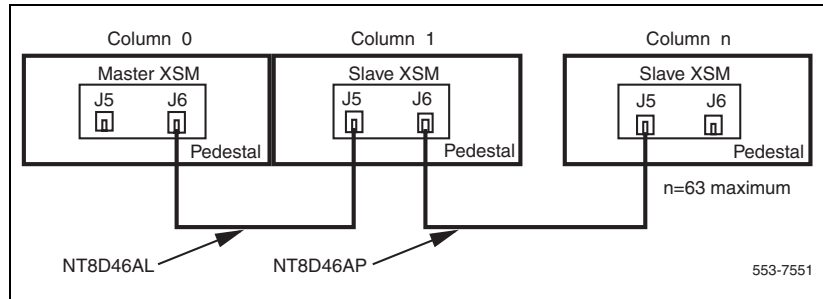 Column 0 Column 1 Column n
Master XSM Slave XSM Slave XSM
J5 J6 J5 J6 J5 J6
Pedestal Pedestal Pedestal
n=63 maximum
NT8D46AL NT8D46AP
553-7551